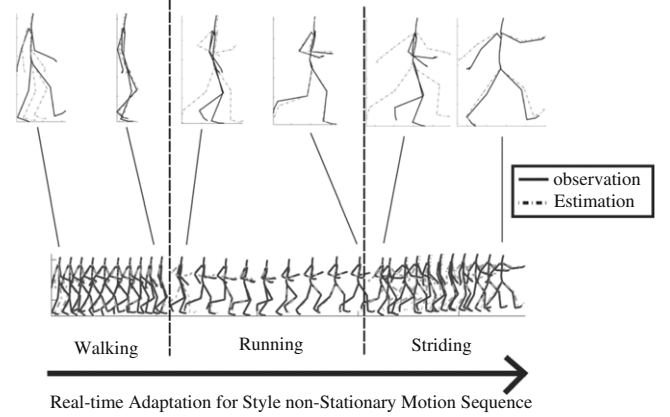 observation
Estimation
Walking
Running
Striding
Real-time Adaptation for Style non-Stationary Motion Sequence